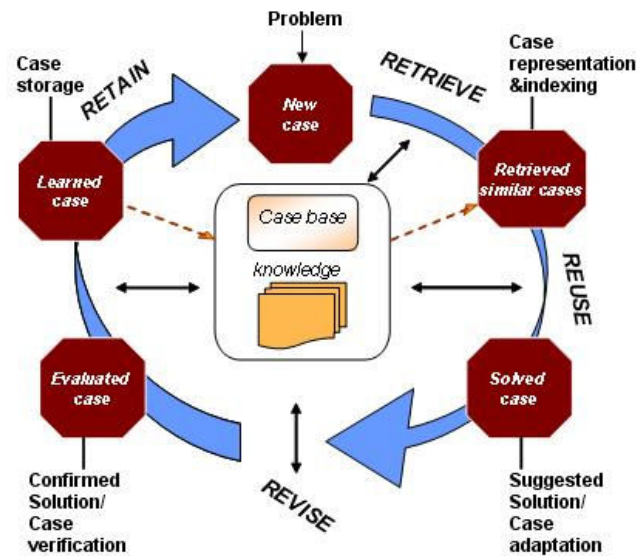 Problem
Case
storage
RETAIN
New
case
RETRIEVE
Case
representation
&indexing
Learned
case
Retrieved
similar cases
Case base
knowledge
REUSE
Evaluated
case
Solved
case
REVISE
Confirmed
Solution/
Case
verification
Suggested
Solution/
Case
adaptation